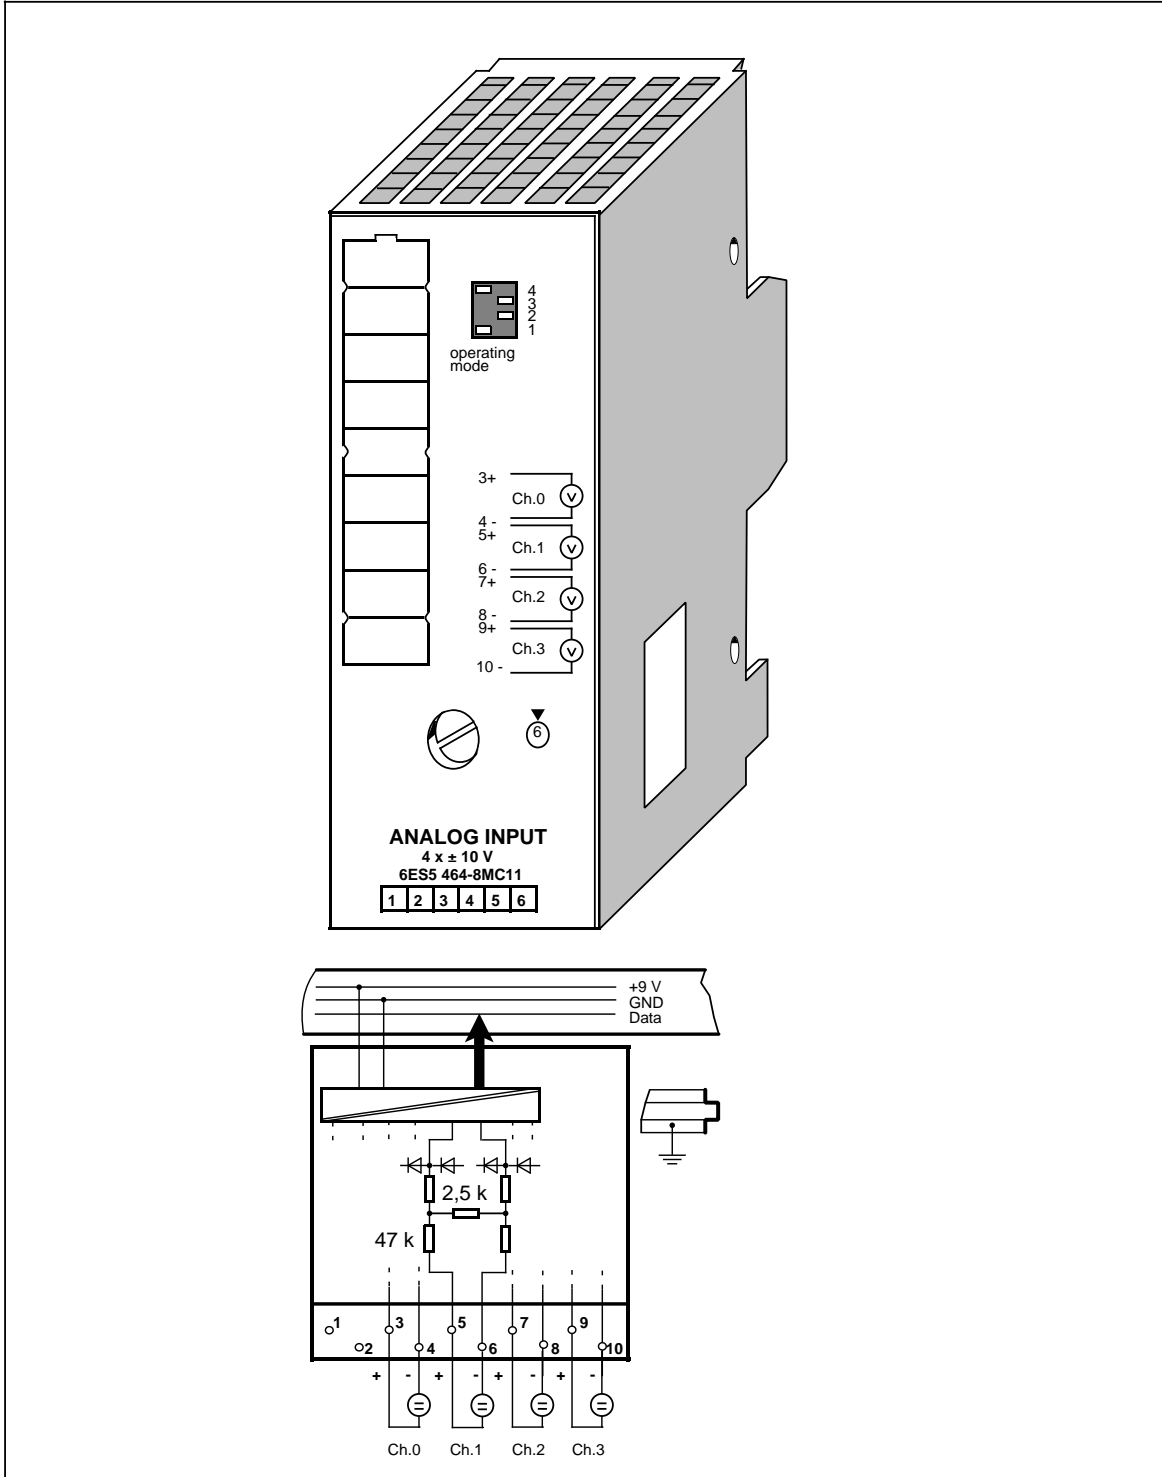 4
3
2
1
operating
mode
3+
Ch.0 V
4 -
5+
Ch.1 V
6 -
7+
Ch.2 V
8 -
9+
Ch.3 V
10 -
6
ANALOG INPUT
4 x ± 10 V
6ES5 464-8MC11
1 2 3 4 5 6
+9 V
GND
Data
2,5 k
47 k
1 3 5 7 9
2 4 6 8 10
+ - + - + - + -
= = = =
Ch.0 Ch.1 Ch.2 Ch.3